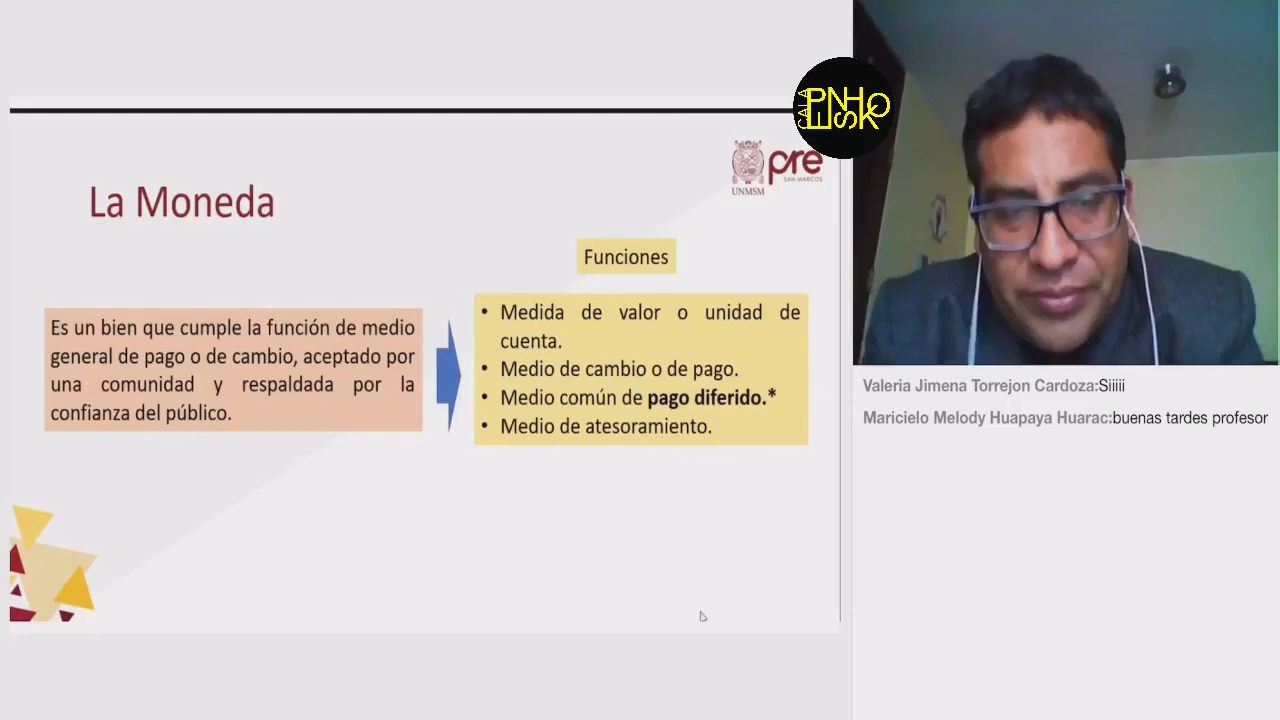 CALA
PNHO
ESK
pre
SAN MARCOS
UNMSM
La Moneda
Funciones
Es un bien que cumple la función de medio
general de pago o de cambio, aceptado por
una comunidad y respaldada por la
confianza del público.
• Medida de valor o unidad de
cuenta.
• Medio de cambio o de pago.
• Medio común de pago diferido.*
• Medio de atesoramiento.
Valeria Jimena Torrejon Cardoza:Siiiii
Maricielo Melody Huapaya Huarac:buenas tardes profesor